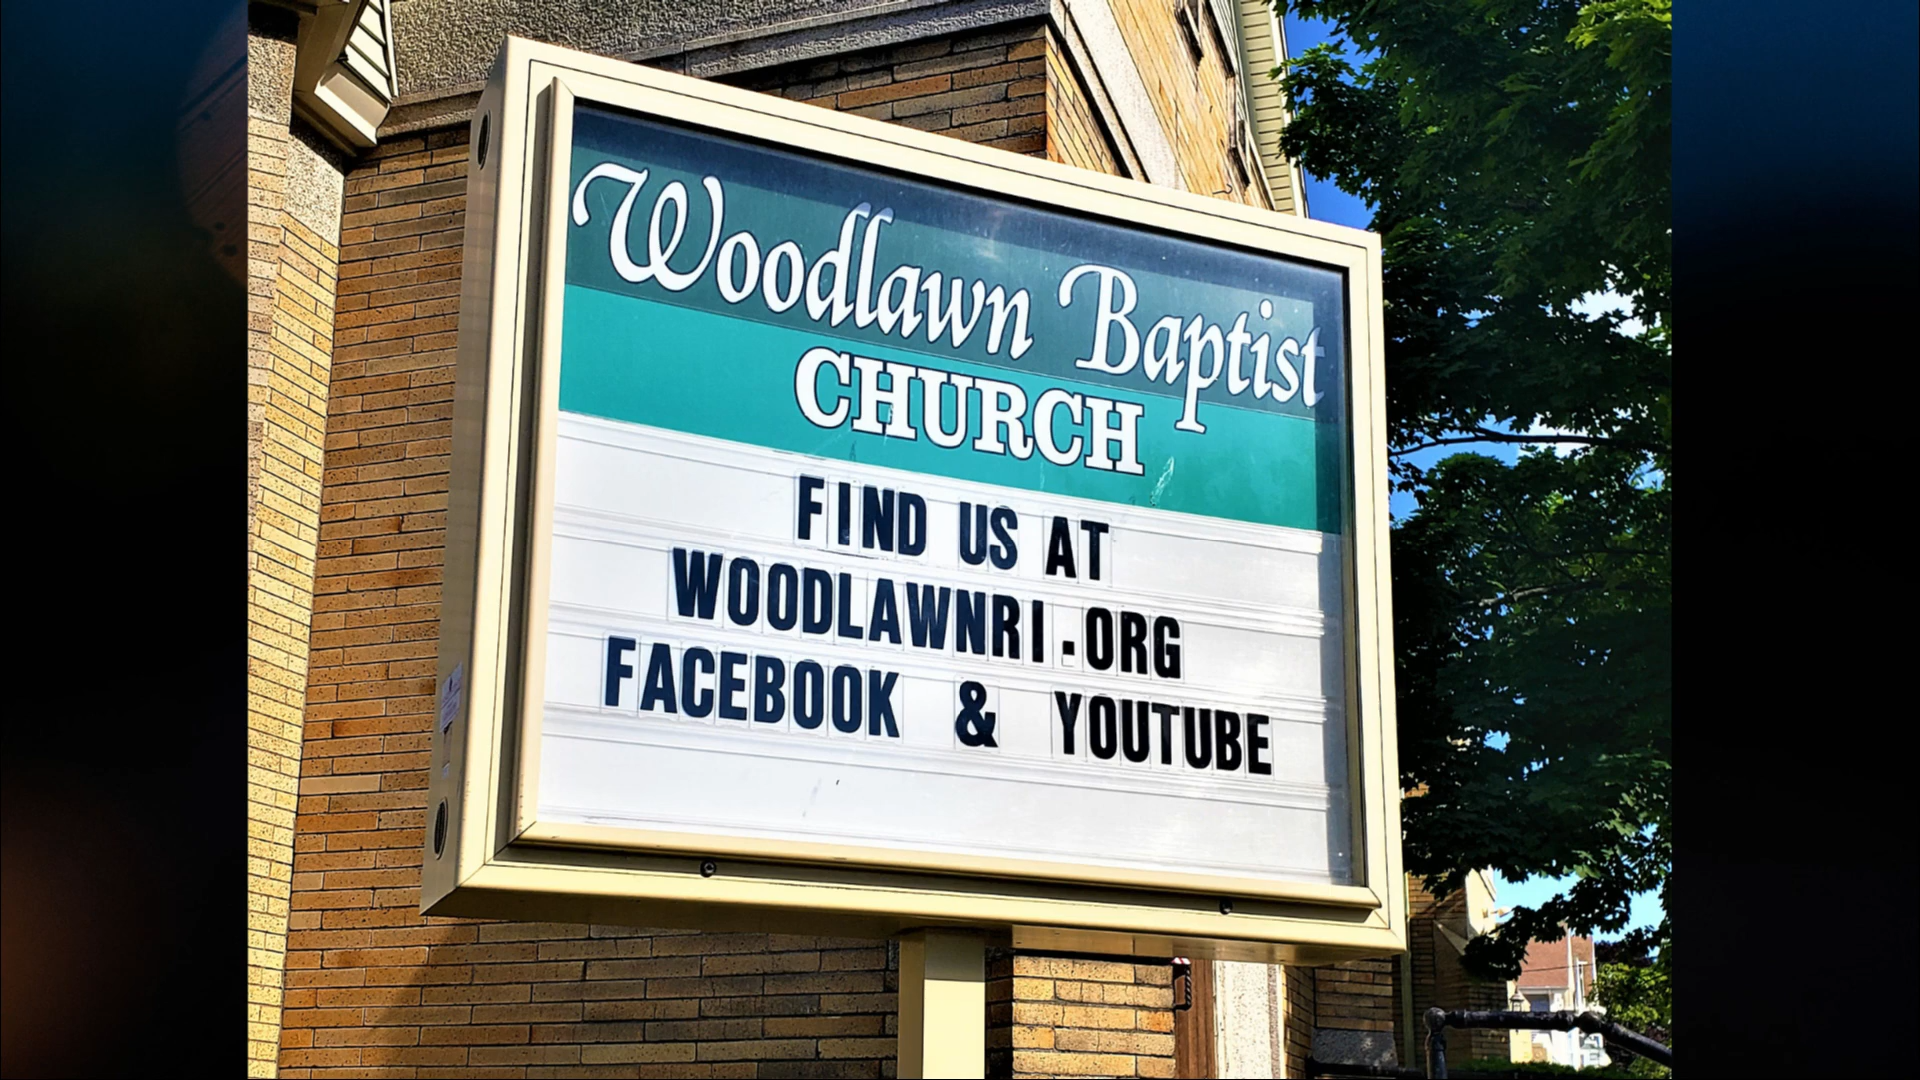 Woodlawn Baptist
CHURCH
FIND US AT
WOODLAWNRI.ORG
FACEBOOK & YOUTUBE